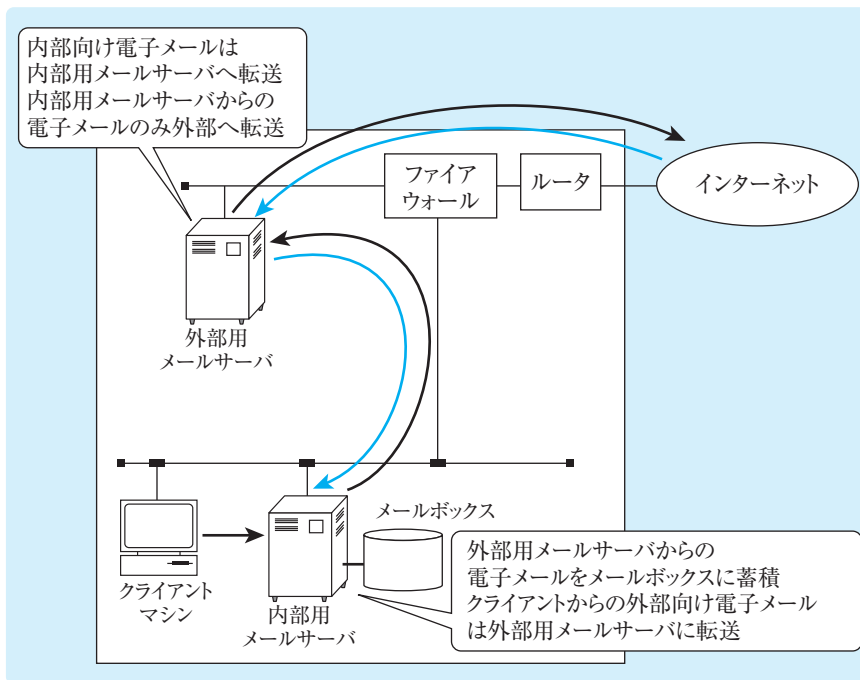 内部向け電子メールは
内部用メールサーバへ転送
内部用メールサーバからの
電子メールのみ外部へ転送
ファイア
ウォール
ルータ
インターネット
外部用
メールサーバ
クライアント
マシン
内部用
メールサーバ
メールボックス
外部用メールサーバからの
電子メールをメールボックスに蓄積
クライアントからの外部向け電子メール
は外部用メールサーバに転送